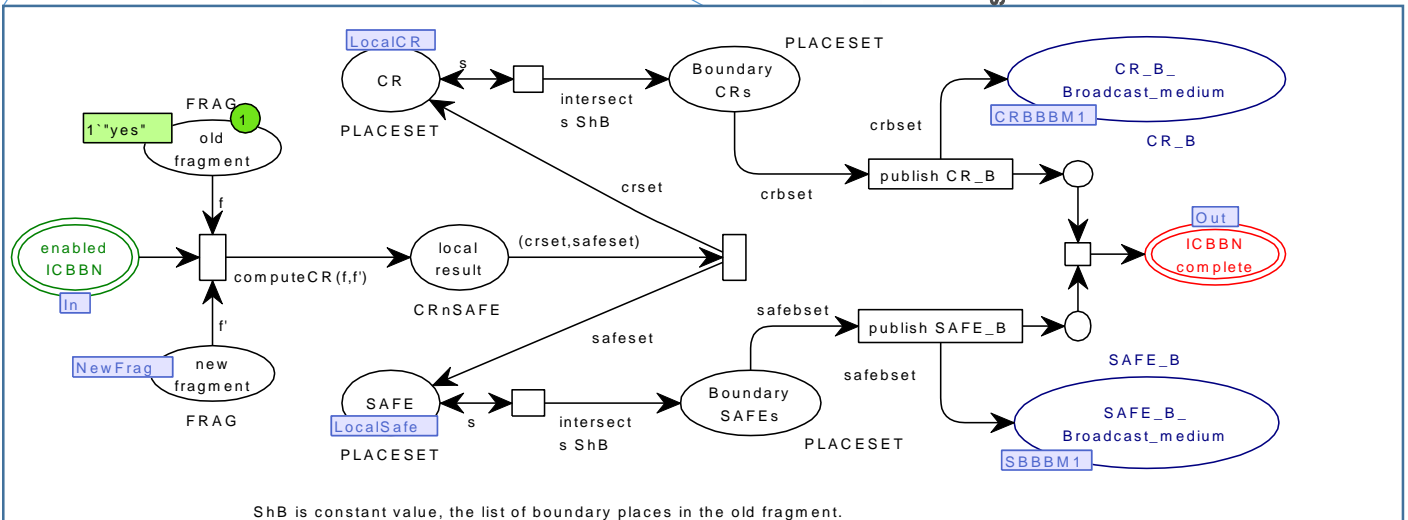 LocalCR
CR
PLACESET
s
intersect
s ShB
Boundary
CRs
PLACESET
crbset
crbset
publish CR_B
CR_B_
Broadcast_medium
CRBBBM1
CR_B
FRAG
1`"yes"
1
old
fragment
f
enabled
ICBBN
In
computeCR(f,f')
f'
NewFrag
new
fragment
FRAG
local
result
CRnSAFE
(crset,safeset)
crset
safeset
Out
ICBBN
complete
SAFE
LocalSafe
PLACESET
s
intersect
s ShB
Boundary
SAFEs
PLACESET
safebset
publish SAFE_B
safebset
SAFE_B
SAFE_B_
Broadcast_medium
SBBBM1
ShB is constant value, the list of boundary places in the old fragment.